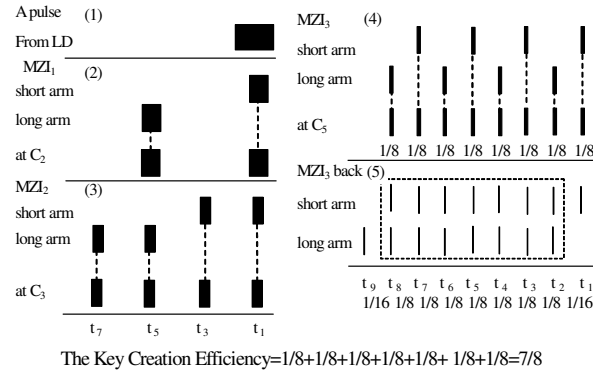 A pulse
From LD
(1)
MZI₁
(2)
short arm
long arm
at C₂
MZI₂
(3)
short arm
long arm
at C₃
t₇ t₅ t₃ t₁
MZI₃
(4)
short arm
long arm
at C₅
1/8 1/8 1/8 1/8 1/8 1/8 1/8 1/8
MZI₃ back (5)
short arm
long arm
t₉ t₈ t₇ t₆ t₅ t₄ t₃ t₂ t₁
1/16 1/8 1/8 1/8 1/8 1/8 1/8 1/8 1/16
The Key Creation Efficiency=1/8+1/8+1/8+1/8+1/8+ 1/8+1/8=7/8